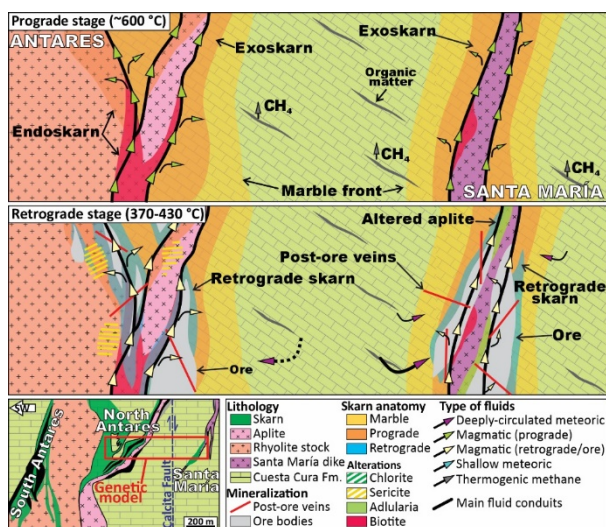 Prograde stage (~600 °C)
ANTARES
Exoskarn
Exoskarn
Organic
matter
CH4
Endoskarn
CH4
CH4
Marble front
SANTA MARÍA
Retrograde stage (370-430 °C)
Altered aplite
Post-ore veins
Retrograde skarn
Retrograde
skarn
Ore
Ore
N
North
Antares
South Antares
Genetic
model
Calcita Fault
Santa
María
200 m
Lithology
Skarn
Aplite
Rhyolite stock
Santa María dike
Cuesta Cura Fm.
Mineralization
Post-ore veins
Ore bodies
Skarn anatomy
Marble
Prograde
Retrograde
Alterations
Chlorite
Sericite
Adlularia
Biotite
Type of fluids
Deeply-circulated meteoric
Magmatic (prograde)
Magmatic (retrograde/ore)
Shallow meteoric
Thermogenic methane
Main fluid conduits